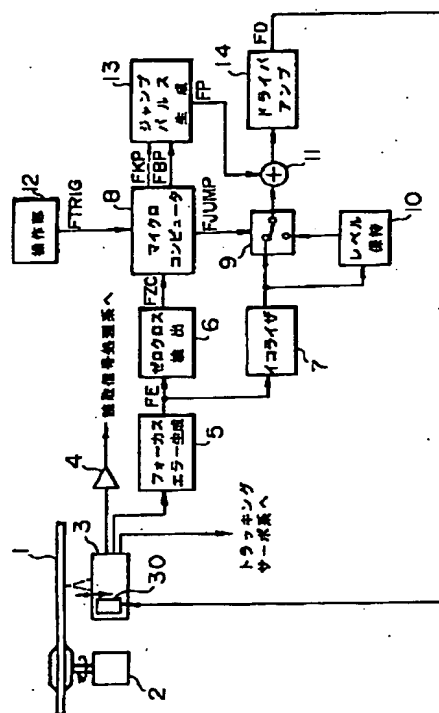 1
2
3
30
4
読取信号処理系へ
トラッキング
サーボ系へ
5
フォーカス
エラー生成
FE
6
ゼロクロス
検出
FZC
7
イコライザ
12
操作部
FTRIG
8
マイクロ
コンピュータ
FKP
FBP
FJUMP
13
ジャンプ
パルス
生成
FP
9
10
レベル
保持
11
14
ドライバ
アンプ
FD